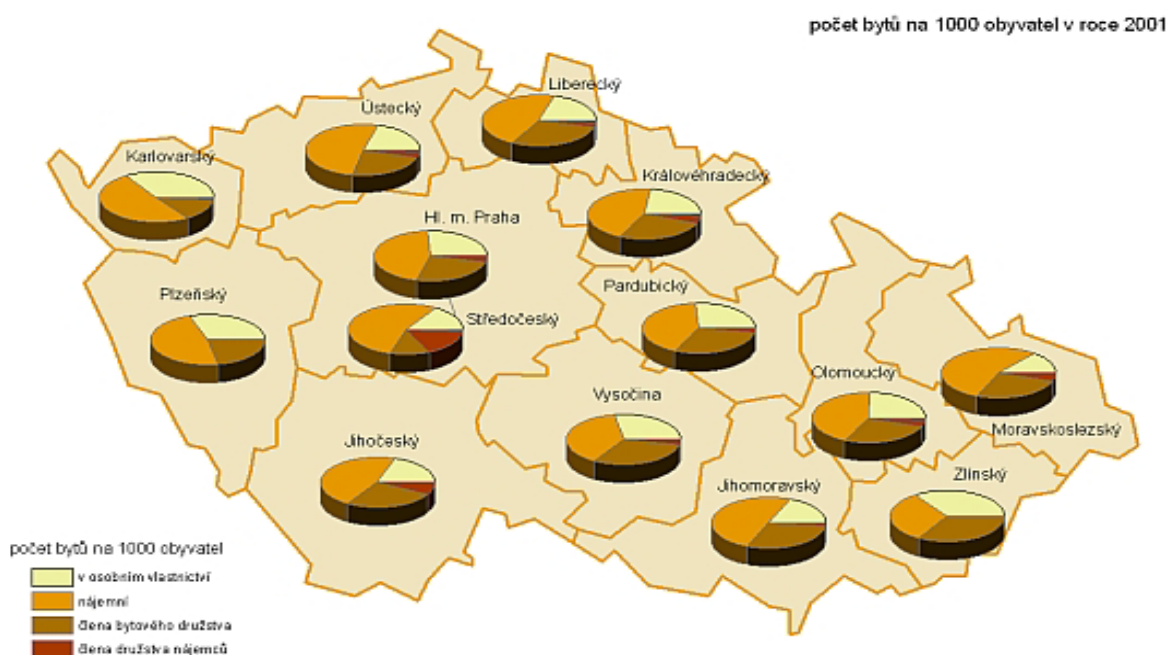 počet bytů na 1000 obyvatel v roce 2001
Liberecký
Ústecký
Karlovarský
Královéhradecký
Hl. m. Praha
Plzeňský
Pardubický
Středočeský
Olomoucký
Vysočina
Moravskoslezský
Jihočeský
Zlínský
Jihomoravský
počet bytů na 1000 obyvatel
v osobním vlastnictví
nájemní
člena bytového družstva
člena družstva nájemců